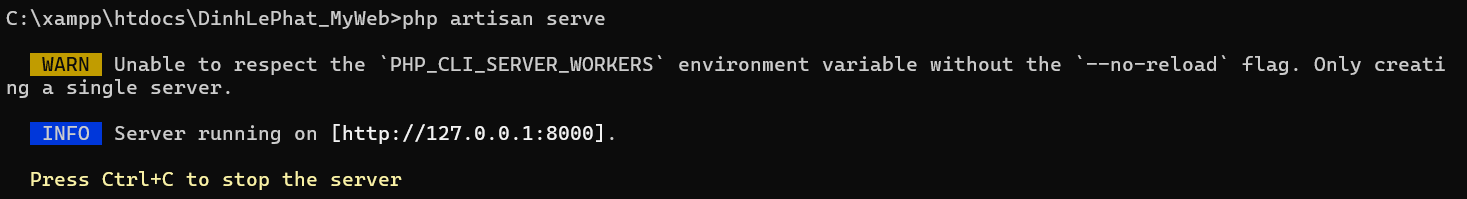 C:\xampp\htdocs\DinhLePhat_MyWeb>php artisan serve
WARN Unable to respect the `PHP_CLI_SERVER_WORKERS` environment variable without the `--no-reload` flag. Only creati
ng a single server.
INFO Server running on [http://127.0.0.1:8000].
Press Ctrl+C to stop the server